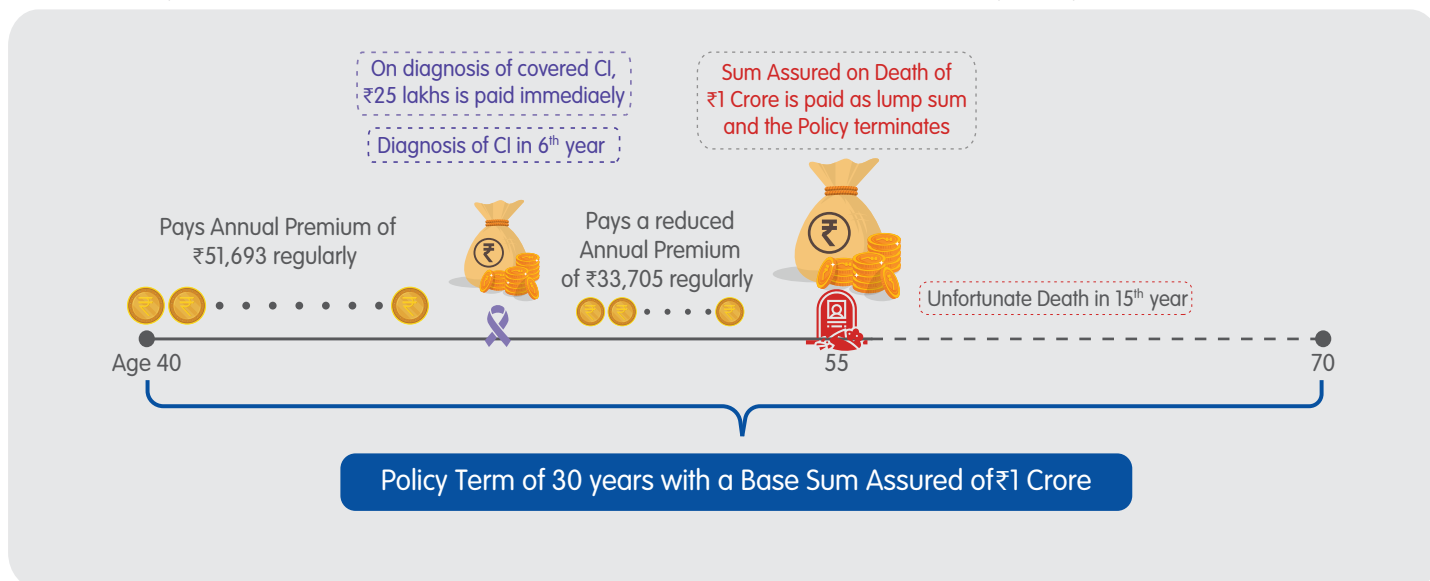 On diagnosis of covered CI,
₹25 lakhs is paid immediaely
Diagnosis of CI in 6th year
Sum Assured on Death of
₹1 Crore is paid as lump sum
and the Policy terminates
Pays Annual Premium of
₹51,693 regularly
Pays a reduced
Annual Premium
of ₹33,705 regularly
Unfortunate Death in 15th year
Age 40
55
70
Policy Term of 30 years with a Base Sum Assured of ₹1 Crore